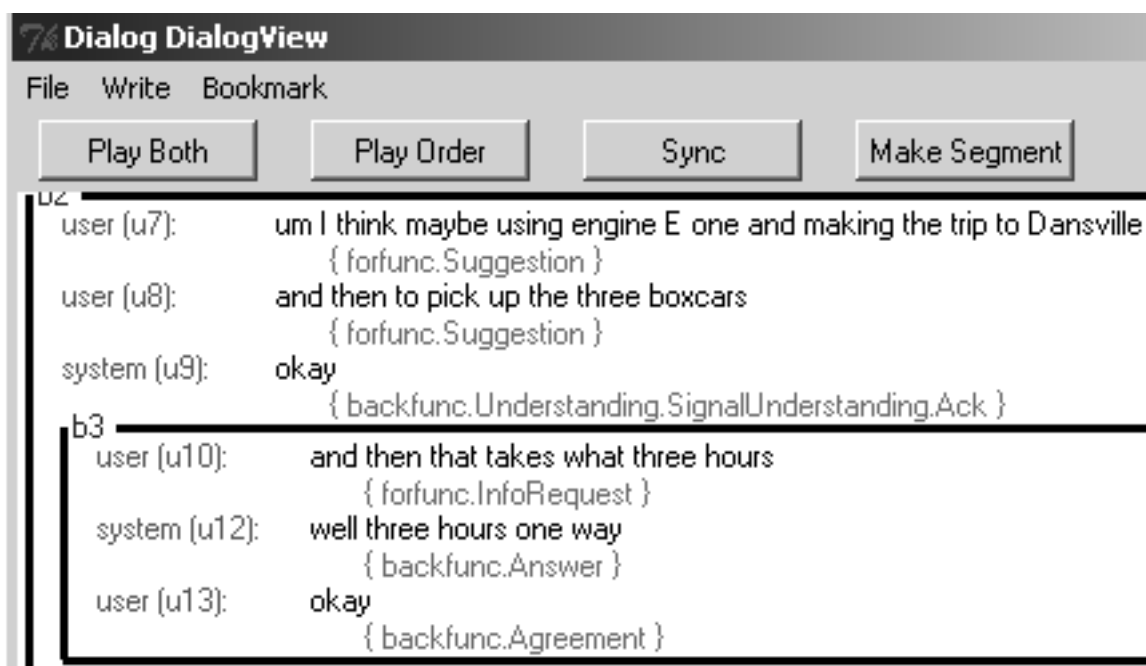 Dialog DialogView
File Write Bookmark
Play Both Play Order Sync Make Segment
b2
user (u7): um I think maybe using engine E one and making the trip to Dansville
{ forfunc.Suggestion }
user (u8): and then to pick up the three boxcars
{ forfunc.Suggestion }
system (u9): okay
{ backfunc.Understanding.SignalUnderstanding.Ack }
b3
user (u10): and then that takes what three hours
{ forfunc.InfoRequest }
system (u12): well three hours one way
{ backfunc.Answer }
user (u13): okay
{ backfunc.Agreement }